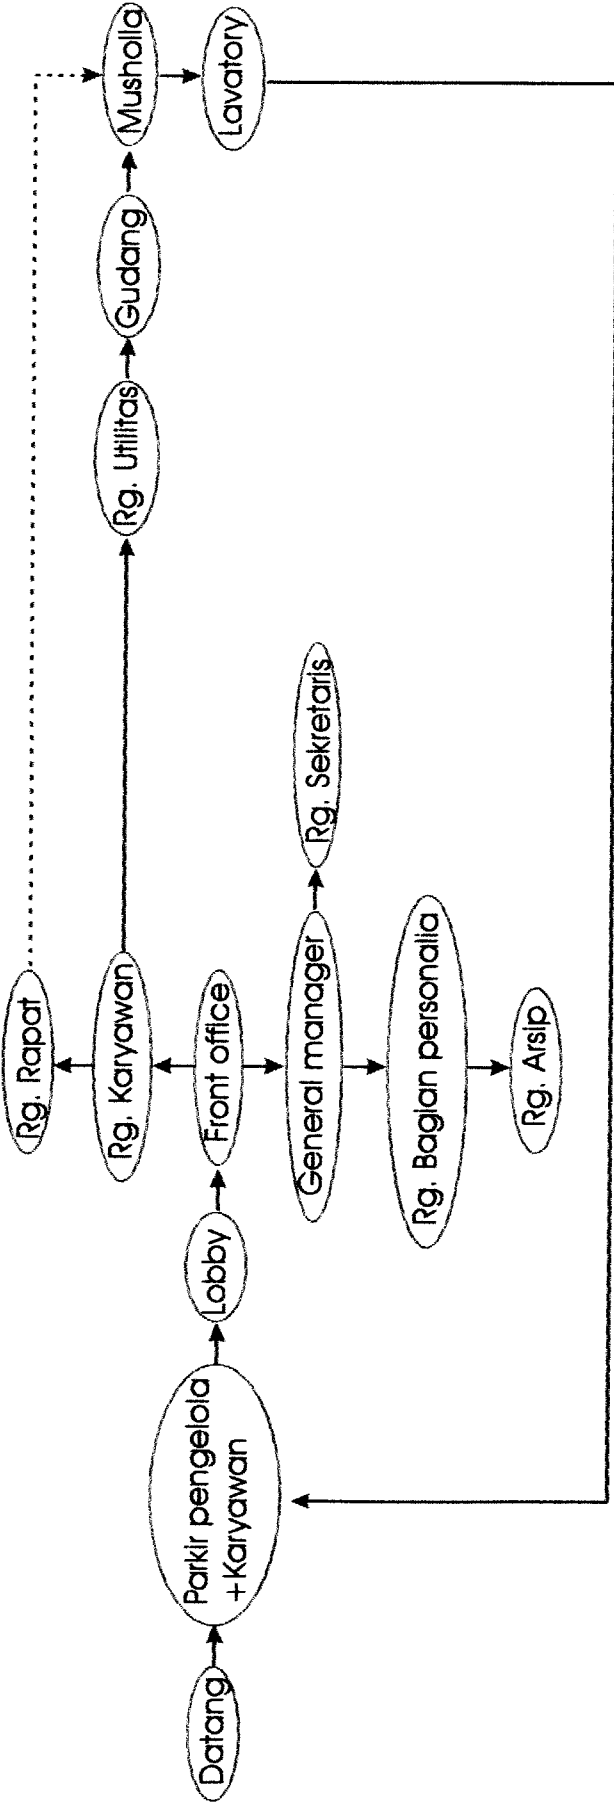 Datang
Parkir pengelola
+Karyawan
Lobby
Front office
Rg. Karyawan
Rg. Rapat
General manager
Rg. Sekretaris
Rg. Bagian personalia
Rg. Arsip
Rg. Utilitas
Gudang
Musholla
Lavatory